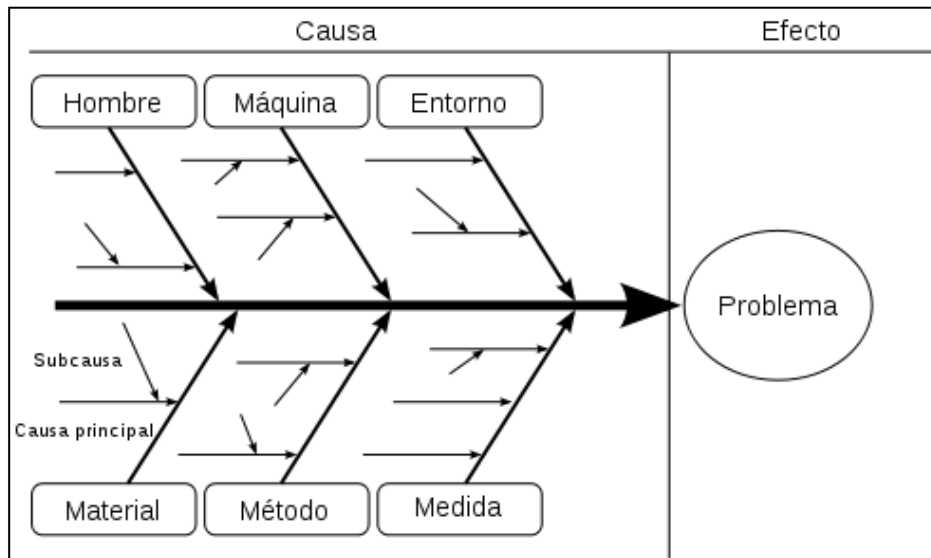 Causa
Efecto
Hombre
Máquina
Entorno
Problema
Subcausa
Causa principal
Material
Método
Medida